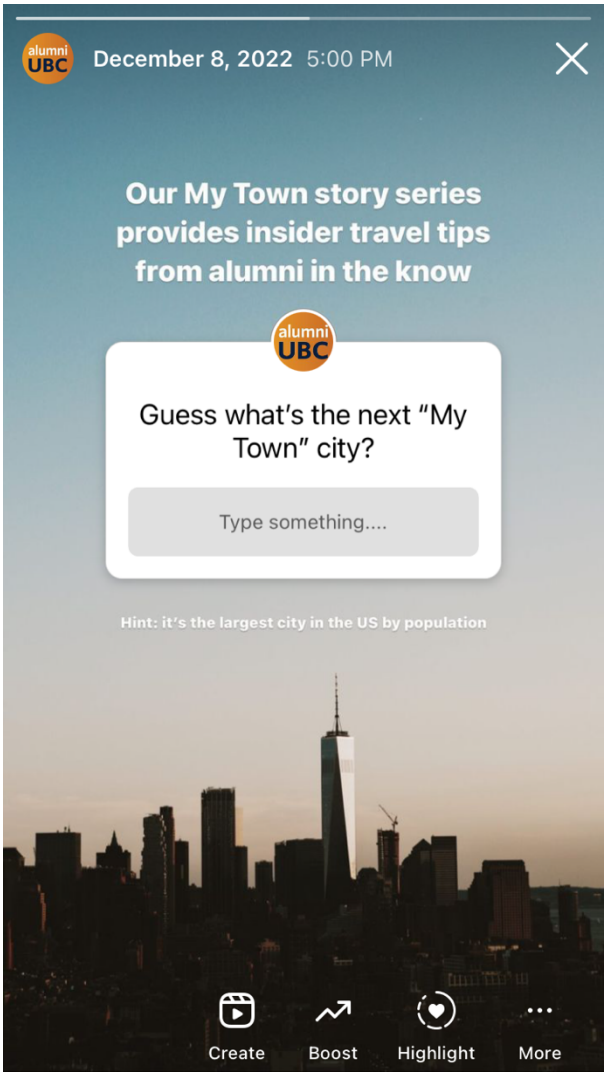 alumni
UBC
December 8, 2022 5:00 PM
Our My Town story series
provides insider travel tips
from alumni in the know
alumni
UBC
Guess what's the next “My
Town” city?
Type something....
Hint: it's the largest city in the US by population
Create Boost Highlight More